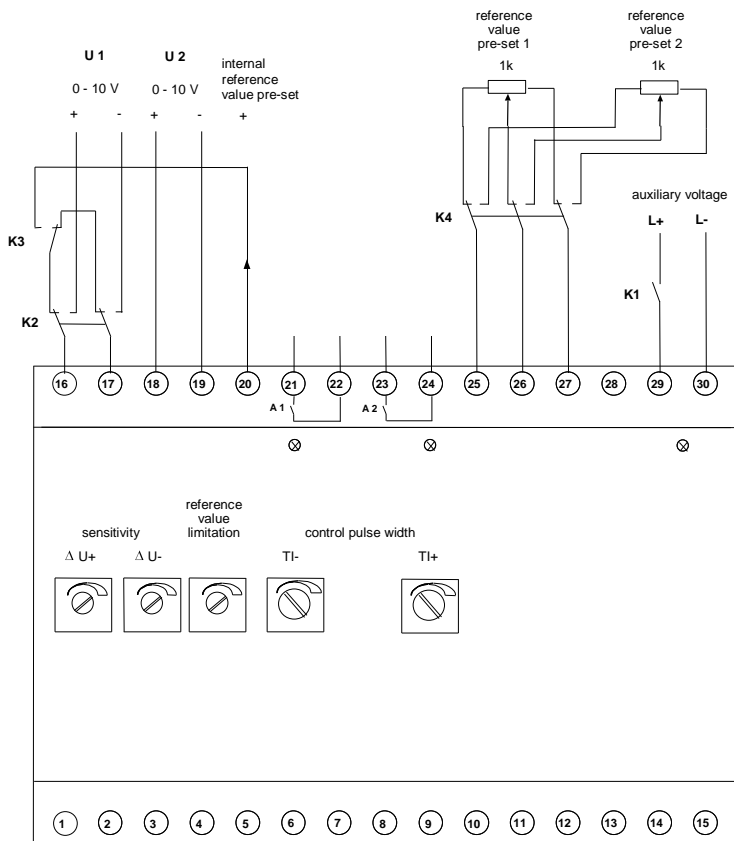 reference
value
pre-set 1
reference
value
pre-set 2
1k
1k
U 1
U 2
internal
reference
value pre-set
0 - 10 V
0 - 10 V
+ - + - +
auxiliary voltage
L+ L-
K4
K3
K1
K2
16 17 18 19 20 21 22 23 24 25 26 27 28 29 30
A 1
A 2
reference
value
limitation
sensitivity
control pulse width
Δ U+
Δ U-
TI-
TI+
1 2 3 4 5 6 7 8 9 10 11 12 13 14 15